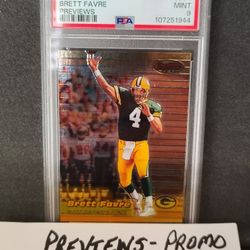 BRETT FAVRE
MINT
PREVIEWS
PSA
9
107251944
4
Brett Favre
G
PREVIEWS-PROMO